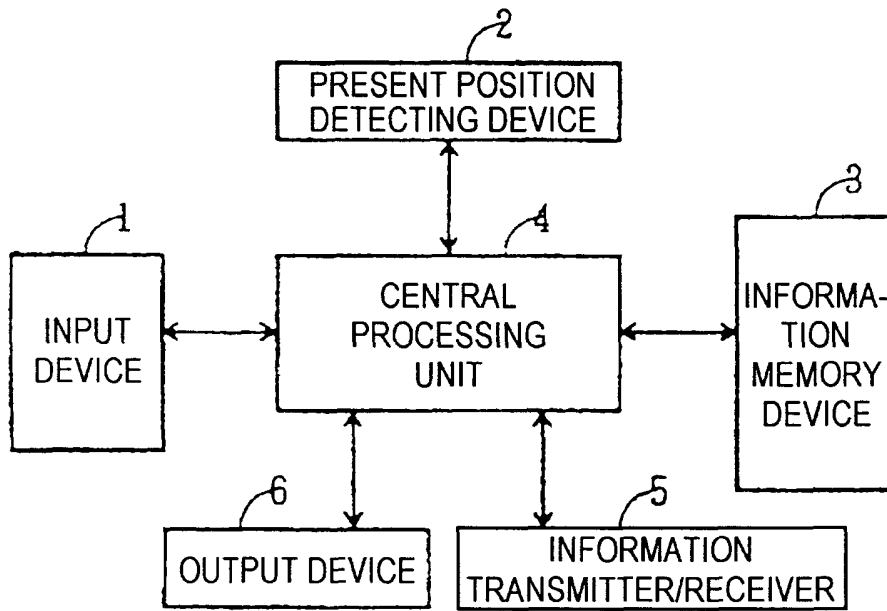 2
PRESENT POSITION
DETECTING DEVICE
1
INPUT
DEVICE
4
CENTRAL
PROCESSING
UNIT
3
INFORMA-
TION
MEMORY
DEVICE
6
OUTPUT DEVICE
5
INFORMATION
TRANSMITTER/RECEIVER